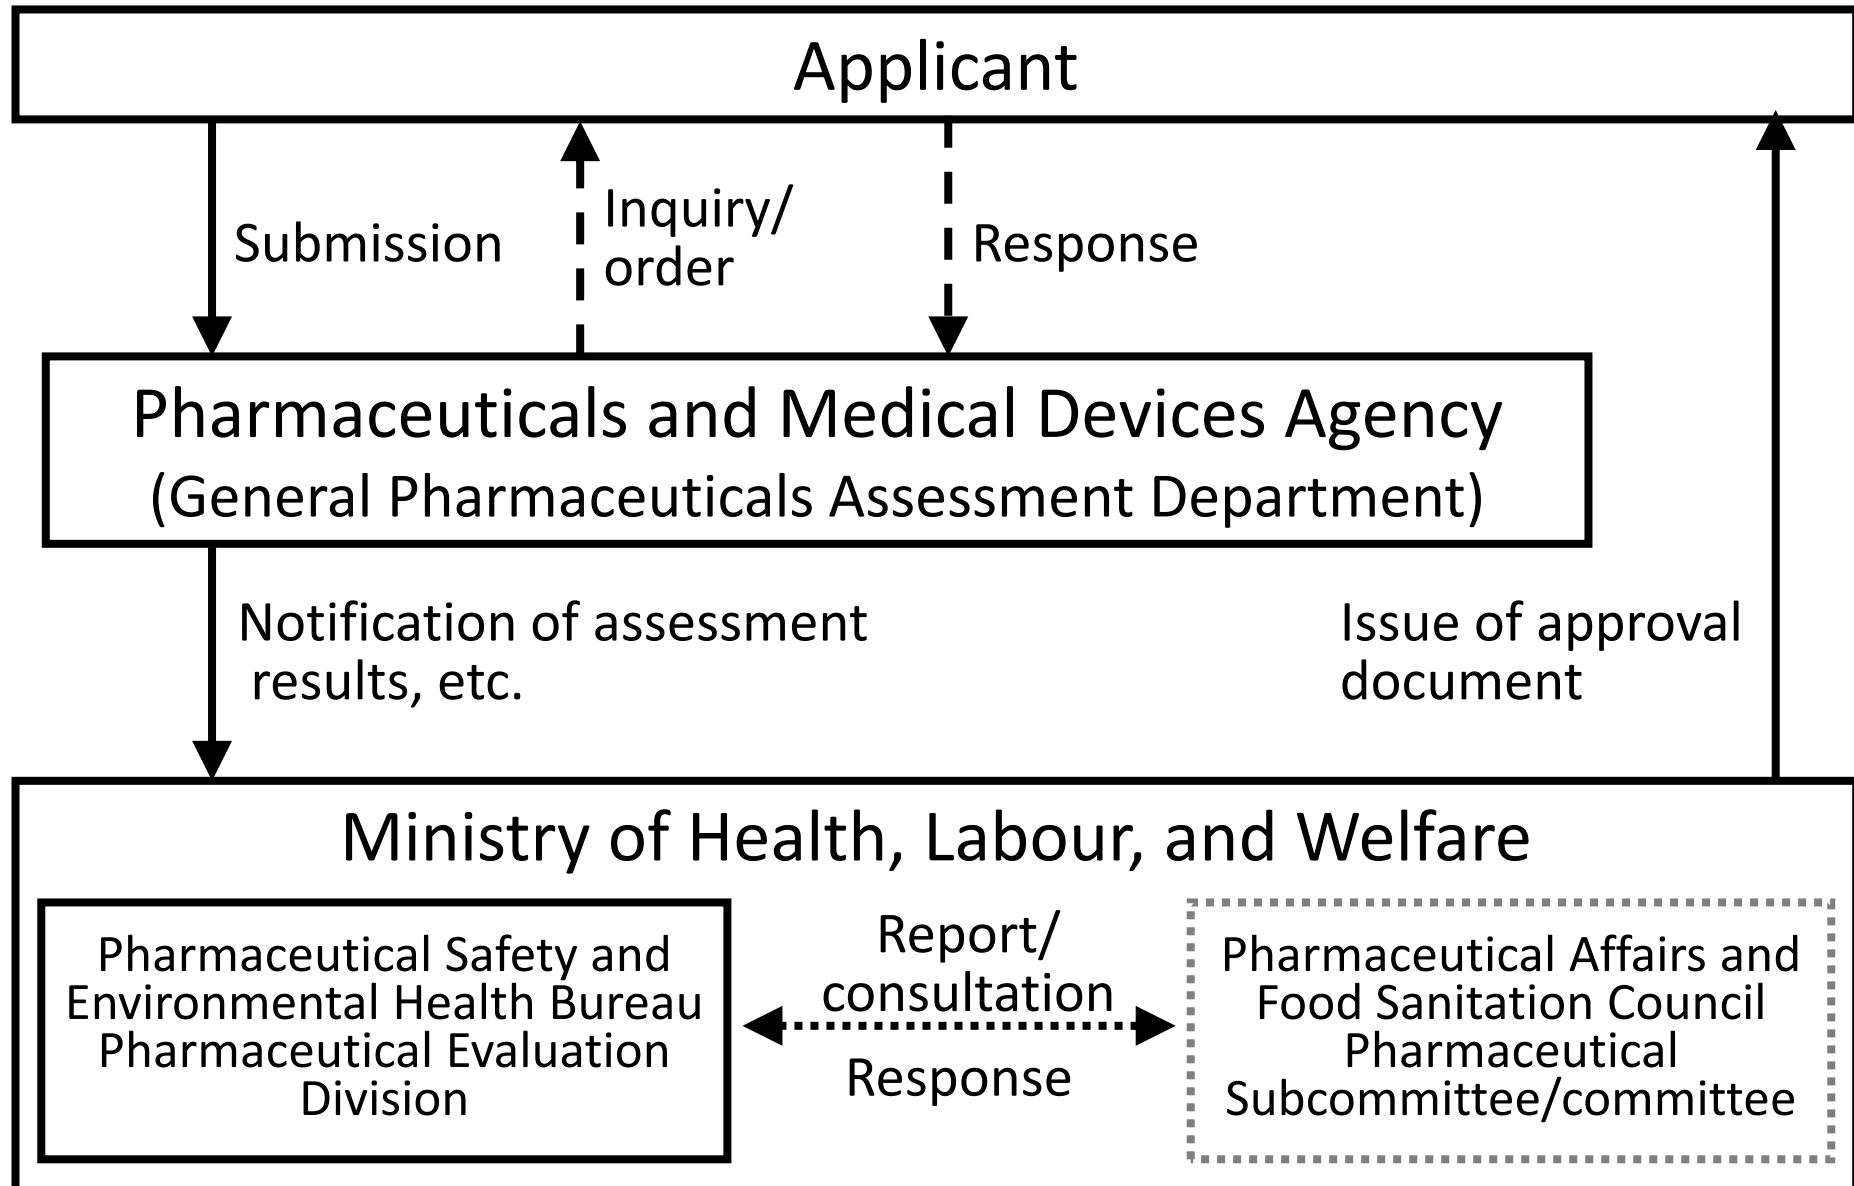 Applicant
Submission
Inquiry/
order
Response
Pharmaceuticals and Medical Devices Agency
(General Pharmaceuticals Assessment Department)
Notification of assessment
results, etc.
Issue of approval
document
Ministry of Health, Labour, and Welfare
Pharmaceutical Safety and
Environmental Health Bureau
Pharmaceutical Evaluation
Division
Report/
consultation
Response
Pharmaceutical Affairs and
Food Sanitation Council
Pharmaceutical
Subcommittee/committee